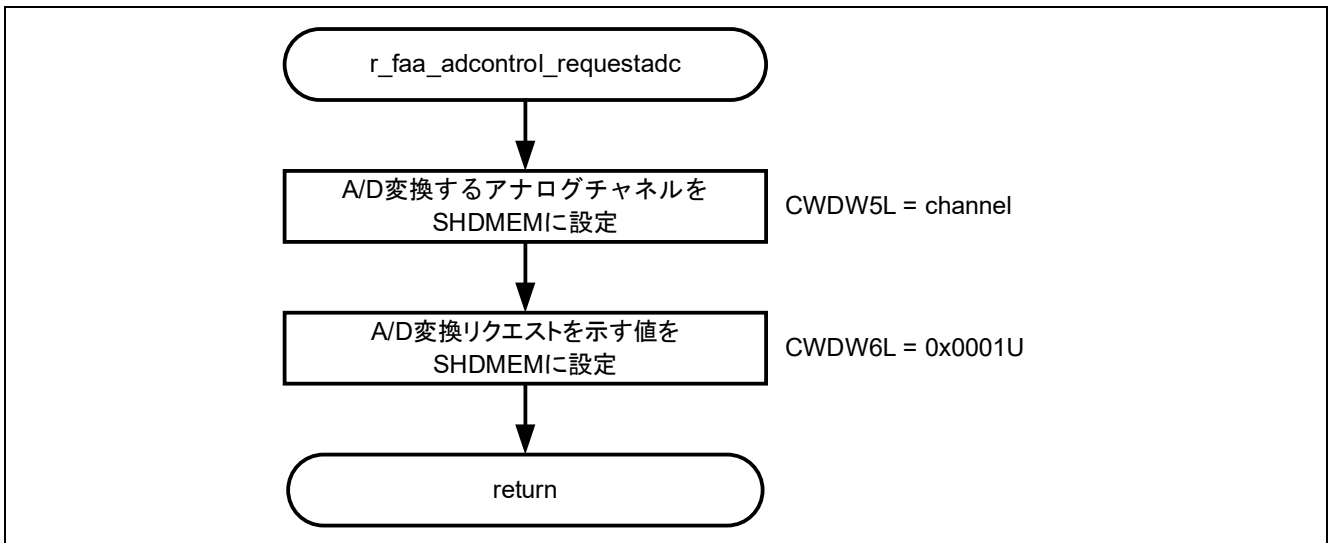 r_faa_adcontrol_requestadc
A/D変換するアナログチャネルを
SHDMEMに設定
CWDW5L = channel
A/D変換リクエストを示す値を
SHDMEMに設定
CWDW6L = 0x0001U
return